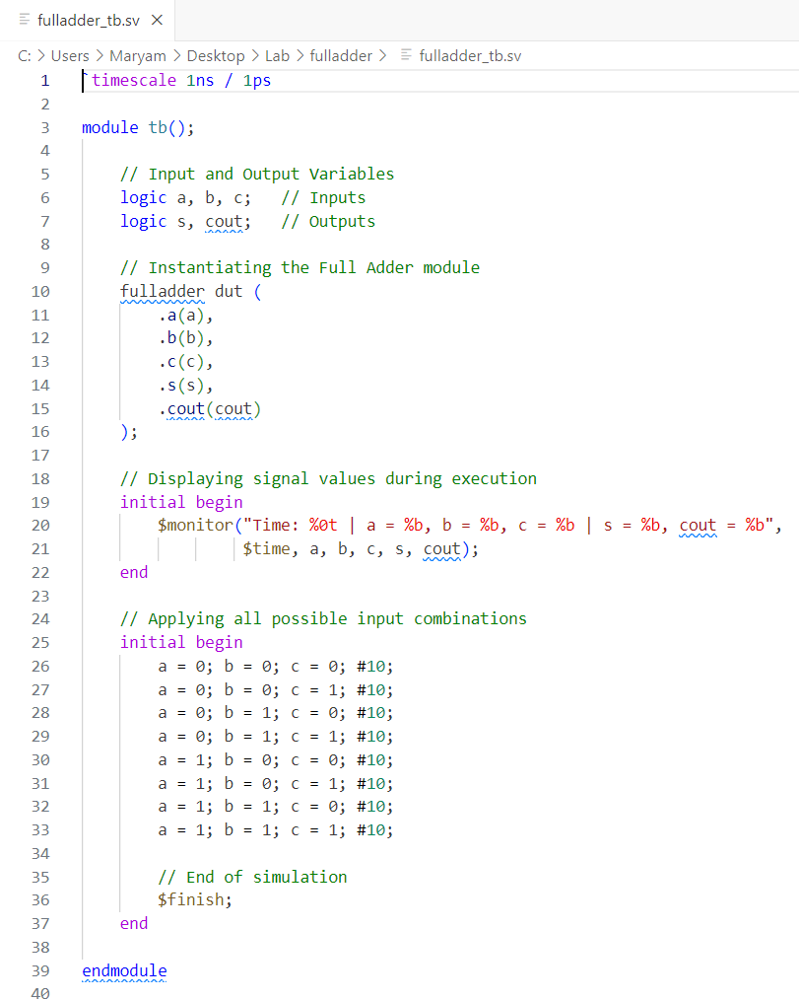 fulladder_tb.sv
C: > Users > Maryam > Desktop > Lab > fulladder > fulladder_tb.sv
1 `timescale 1ns / 1ps
2
3 module tb();
4
5 // Input and Output Variables
6 logic a, b, c; // Inputs
7 logic s, cout; // Outputs
8
9 // Instantiating the Full Adder module
10 fulladder dut (
11 .a(a),
12 .b(b),
13 .c(c),
14 .s(s),
15 .cout(cout)
16 );
17
18 // Displaying signal values during execution
19 initial begin
20 $monitor("Time: %0t | a = %b, b = %b, c = %b | s = %b, cout = %b",
21 $time, a, b, c, s, cout);
22 end
23
24 // Applying all possible input combinations
25 initial begin
26 a = 0; b = 0; c = 0; #10;
27 a = 0; b = 0; c = 1; #10;
28 a = 0; b = 1; c = 0; #10;
29 a = 0; b = 1; c = 1; #10;
30 a = 1; b = 0; c = 0; #10;
31 a = 1; b = 0; c = 1; #10;
32 a = 1; b = 1; c = 0; #10;
33 a = 1; b = 1; c = 1; #10;
34
35 // End of simulation
36 $finish;
37 end
38
39 endmodule
40